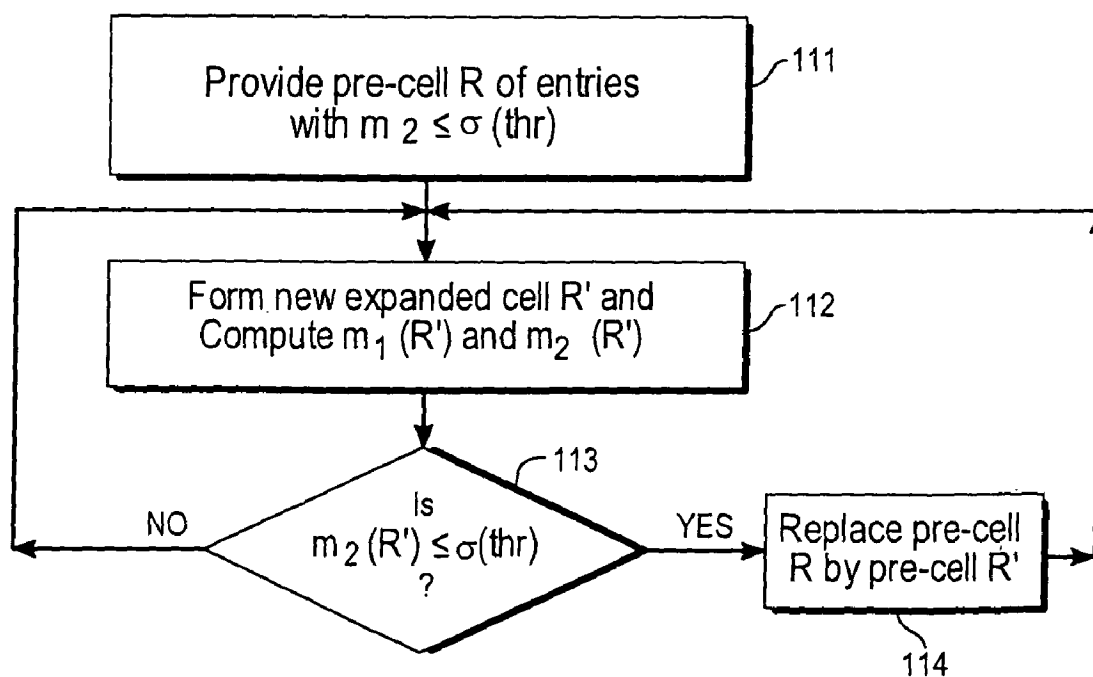 Provide pre-cell R of entries
with m 2 ≤ σ (thr)
111
Form new expanded cell R' and
Compute m1 (R') and m2 (R')
112
Is
m2 (R') ≤ σ(thr)
?
113
NO
YES
Replace pre-cell
R by pre-cell R'
114